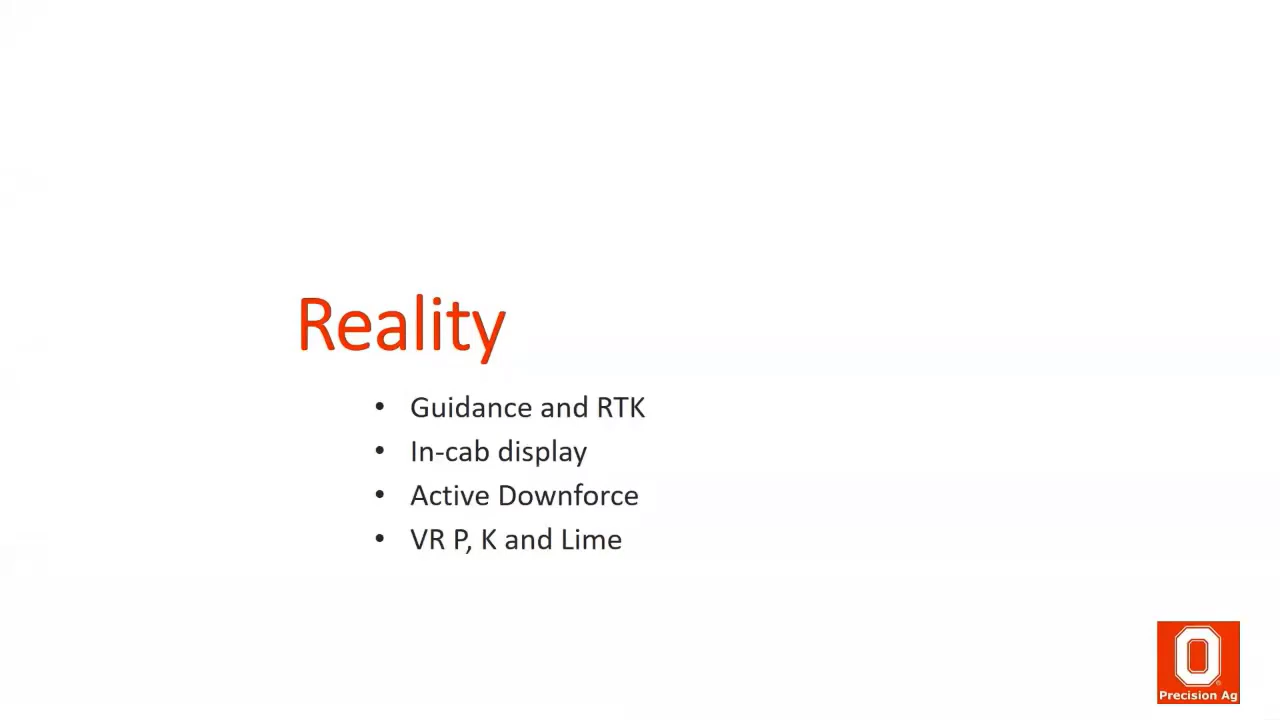 Reality
• Guidance and RTK
• In-cab display
• Active Downforce
• VR P, K and Lime
O
Precision Ag